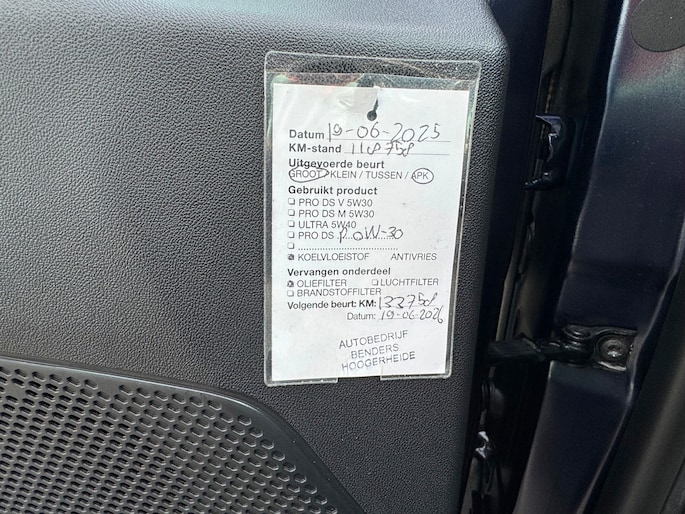 Datum 19-06-2025
KM-stand 118758
Uitgevoerde beurt
GROOT / KLEIN / TUSSEN / APK
Gebruikt product
PRO DS V 5W30
PRO DS M 5W30
ULTRA 5W40
PRO DS P 0W-30
KOELVLOEISTOF ANTIVRIES
Vervangen onderdeel
OLIEFILTER LUCHTFILTER
BRANDSTOFFILTER
Volgende beurt: KM: 133758
Datum: 19-06-2026
AUTOBEDRIJF
BENDERS
HOOGERHEIDE